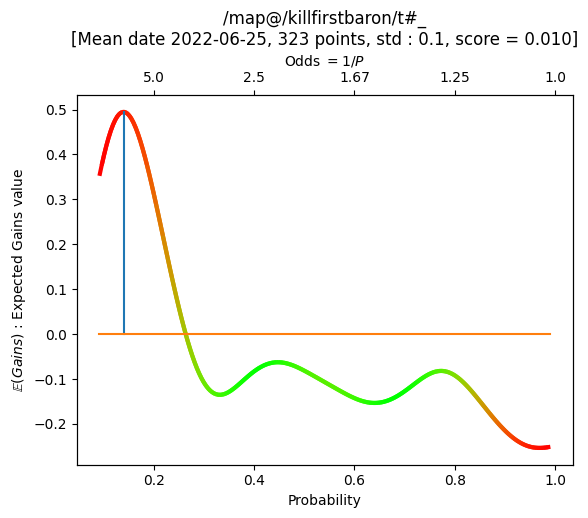 /map@/killfirstbaron/t#_
[Mean date 2022-06-25, 323 points, std : 0.1, score = 0.010]
Odds = 1/P
5.0 2.5 1.67 1.25 1.0
0.5
0.4
0.3
0.2
0.1
0.0
−0.1
−0.2
𝔼(Gains) : Expected Gains value
0.2 0.4 0.6 0.8 1.0
Probability